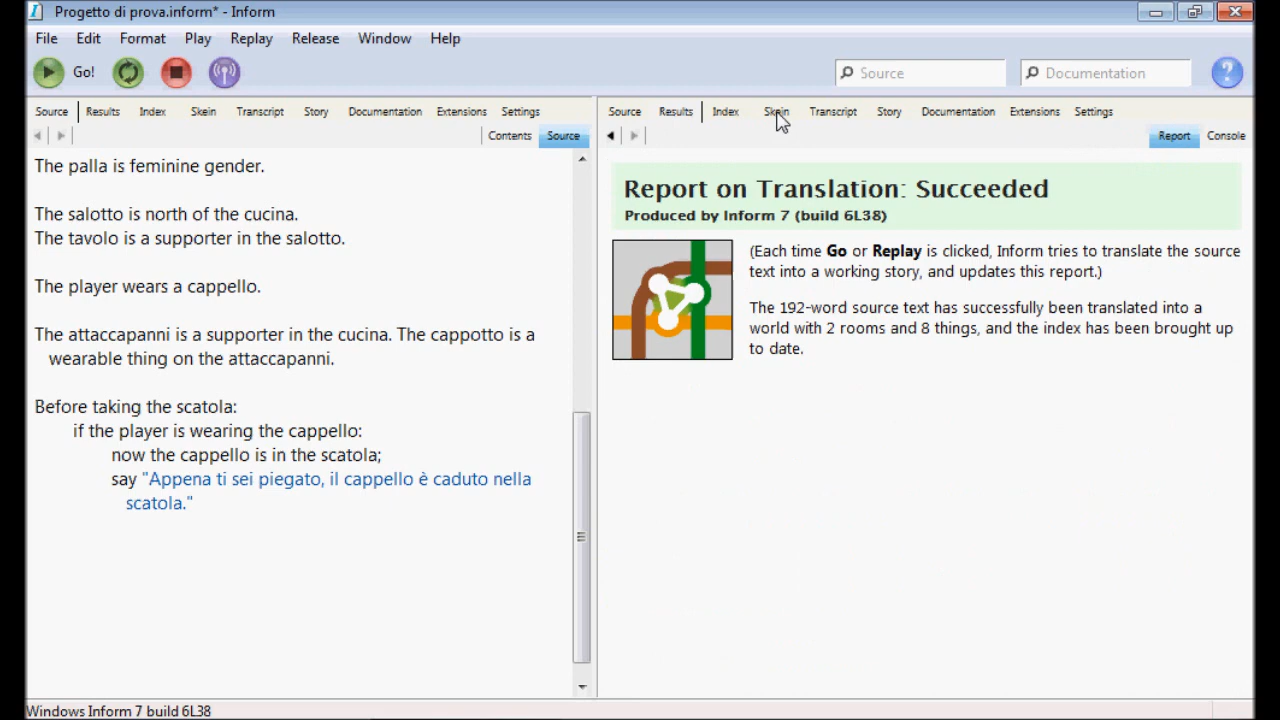 Progetto di prova.inform* - Inform
File Edit Format Play Replay Release Window Help
Go! Source Documentation
Source Results Index Skein Transcript Story Documentation Extensions Settings
Contents Source
The palla is feminine gender.
The salotto is north of the cucina.
The tavolo is a supporter in the salotto.
The player wears a cappello.
The attaccapanni is a supporter in the cucina. The cappotto is a
wearable thing on the attaccapanni.
Before taking the scatola:
if the player is wearing the cappello:
now the cappello is in the scatola;
say "Appena ti sei piegato, il cappello è caduto nella
scatola."
Source Results Index Skein Transcript Story Documentation Extensions Settings
Report Console
Report on Translation: Succeeded
Produced by Inform 7 (build 6L38)
(Each time Go or Replay is clicked, Inform tries to translate the source
text into a working story, and updates this report.)
The 192-word source text has successfully been translated into a
world with 2 rooms and 8 things, and the index has been brought up
to date.
Windows Inform 7 build 6L38